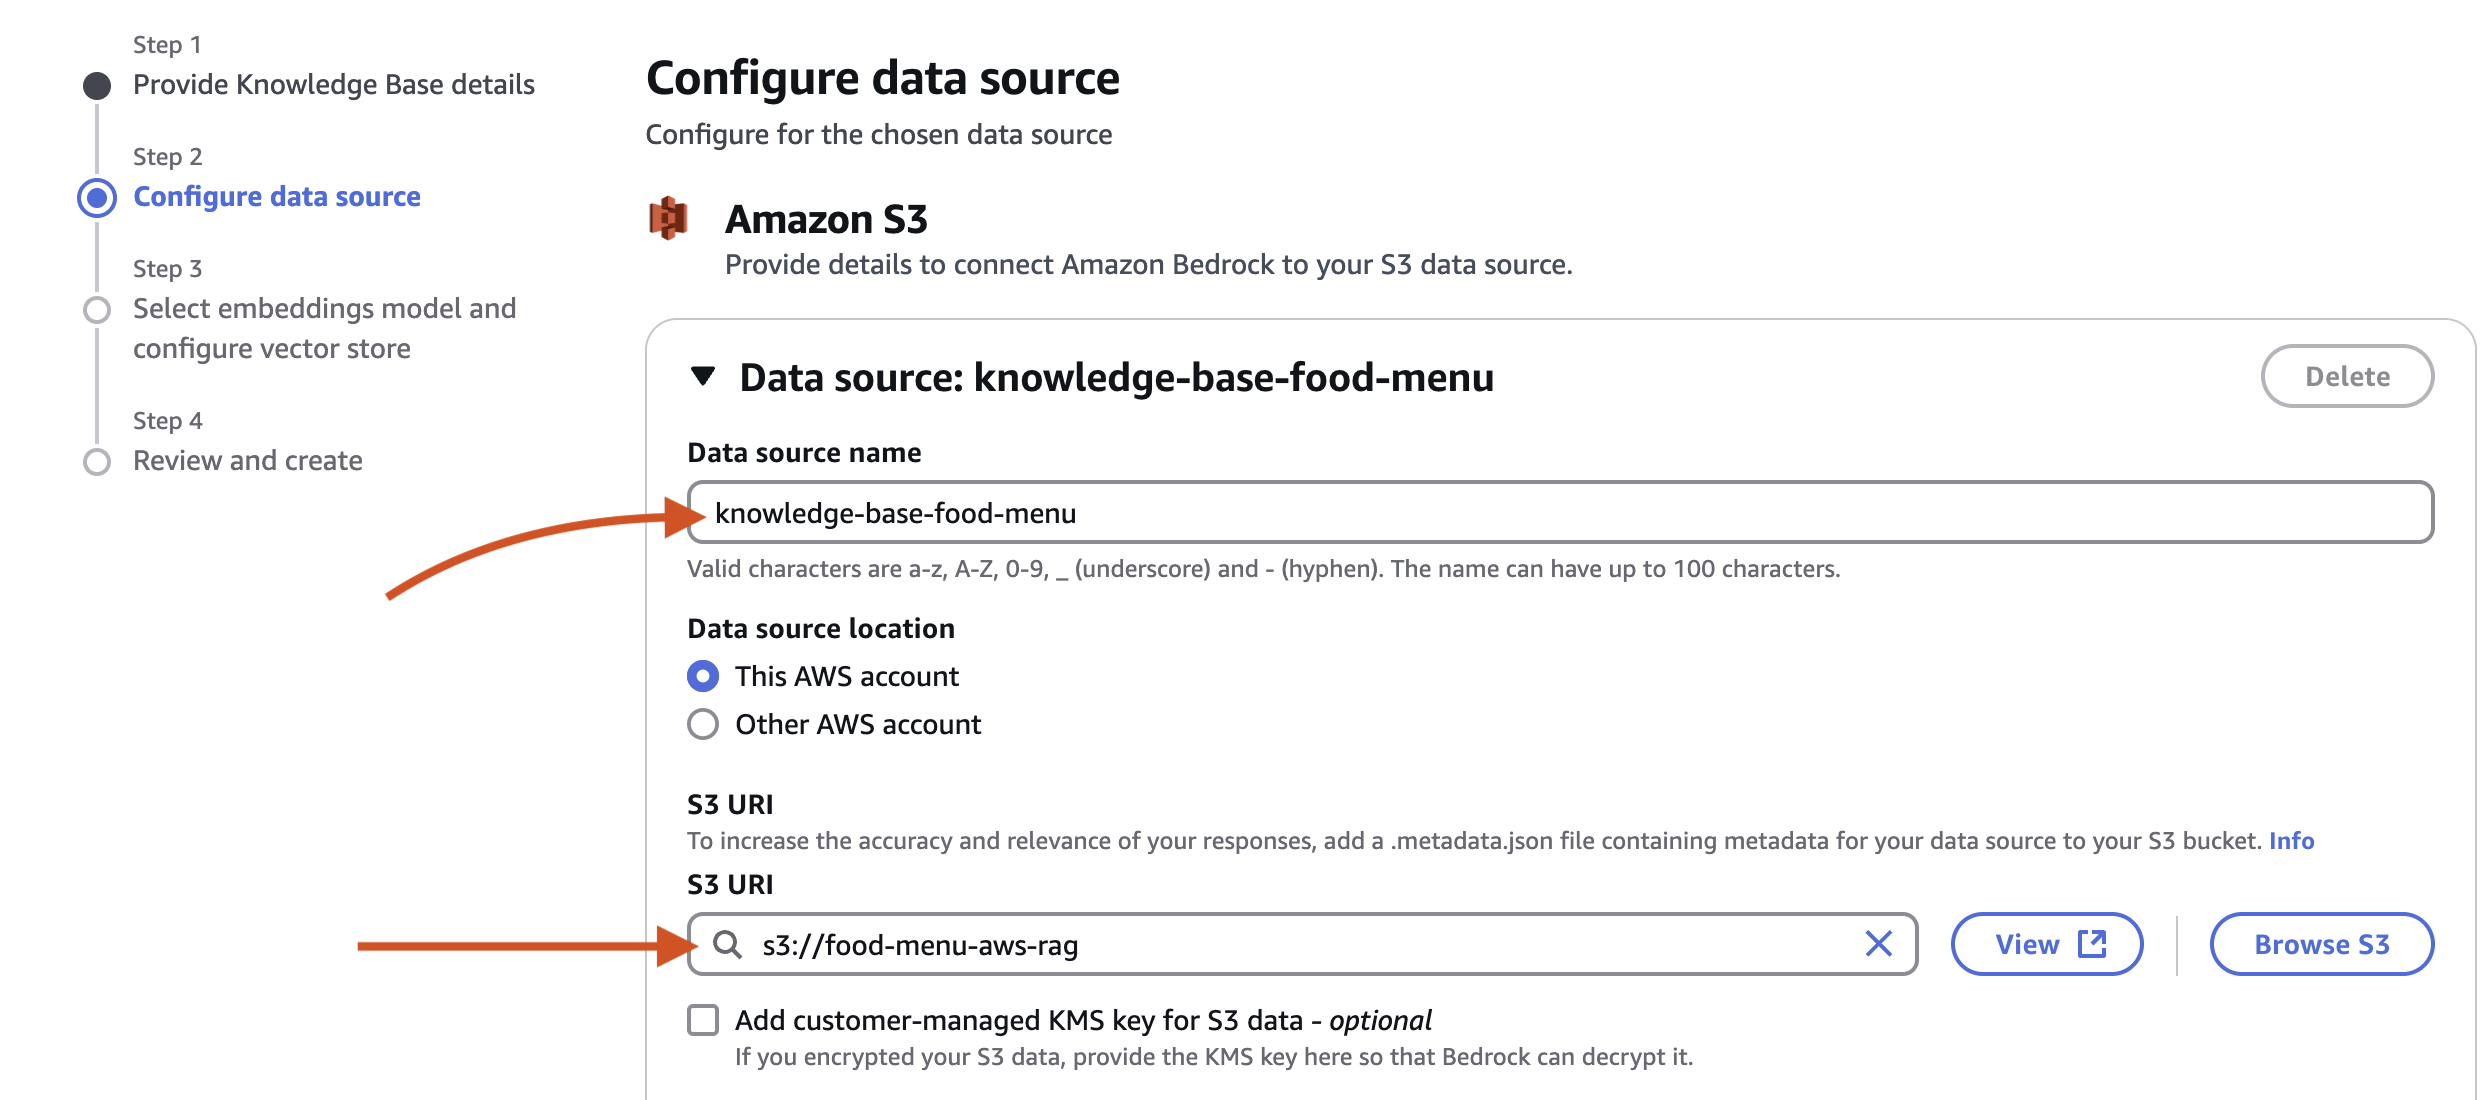 Step 1
Provide Knowledge Base details
Step 2
Configure data source
Step 3
Select embeddings model and
configure vector store
Step 4
Review and create
Configure data source
Configure for the chosen data source
Amazon S3
Provide details to connect Amazon Bedrock to your S3 data source.
Data source: knowledge-base-food-menu
Delete
Data source name
knowledge-base-food-menu
Valid characters are a-z, A-Z, 0-9, _ (underscore) and - (hyphen). The name can have up to 100 characters.
Data source location
This AWS account
Other AWS account
S3 URI
To increase the accuracy and relevance of your responses, add a .metadata.json file containing metadata for your data source to your S3 bucket. Info
S3 URI
s3://food-menu-aws-rag
View
Browse S3
Add customer-managed KMS key for S3 data - optional
If you encrypted your S3 data, provide the KMS key here so that Bedrock can decrypt it.